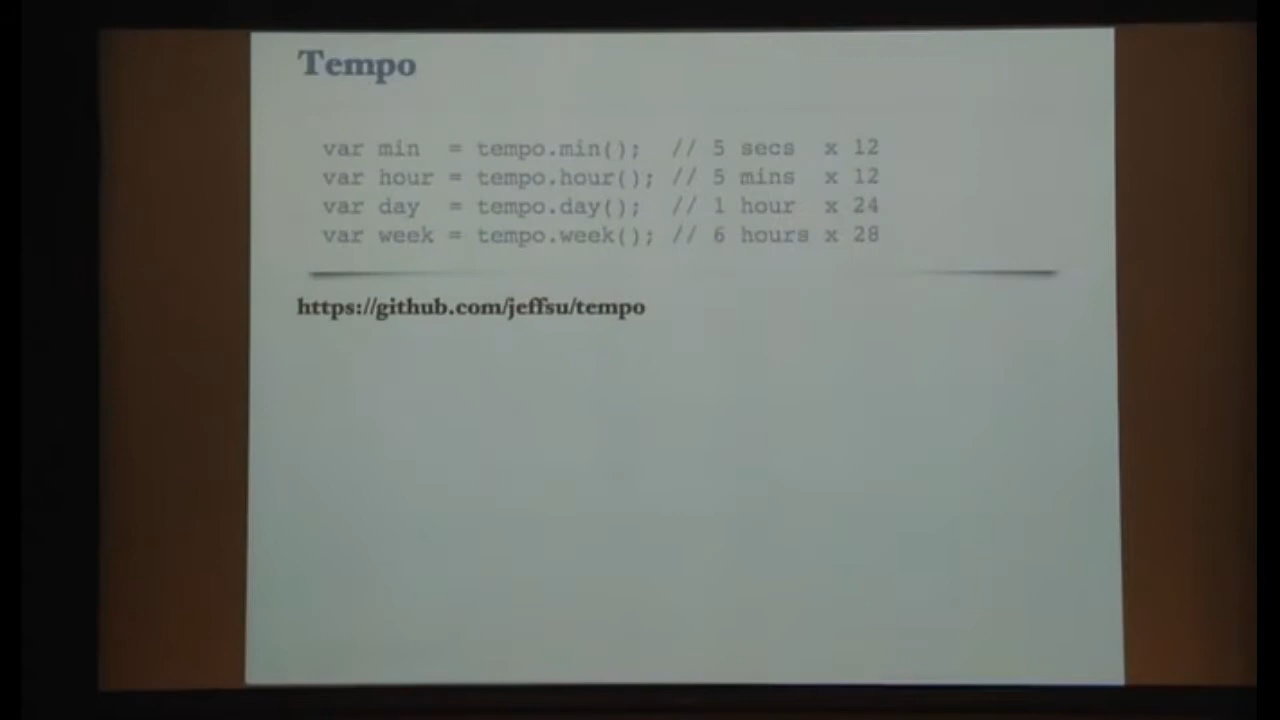 Tempo
var min = tempo.min(); // 5 secs x 12
var hour = tempo.hour(); // 5 mins x 12
var day = tempo.day(); // 1 hour x 24
var week = tempo.week(); // 6 hours x 28
https://github.com/jeffsu/tempo